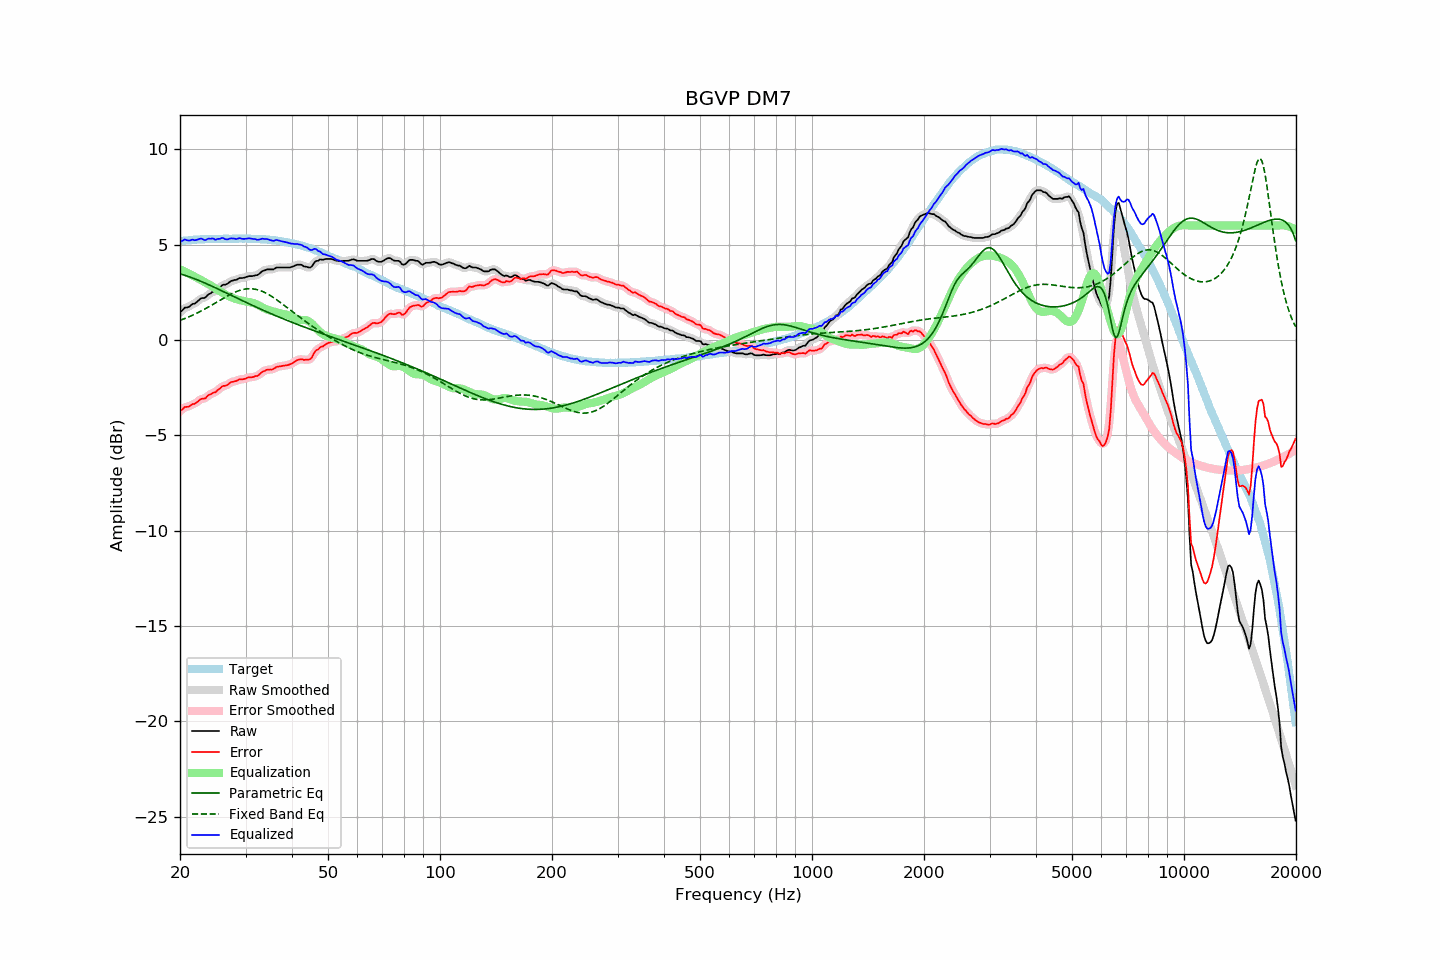 BGVP DM7
Amplitude (dBr)
10
5
0
−5
−10
−15
−20
−25
Target
Raw Smoothed
Error Smoothed
Raw
Error
Equalization
Parametric Eq
Fixed Band Eq
Equalized
20 50 100 200 500 1000 2000 5000 10000 20000
Frequency (Hz)